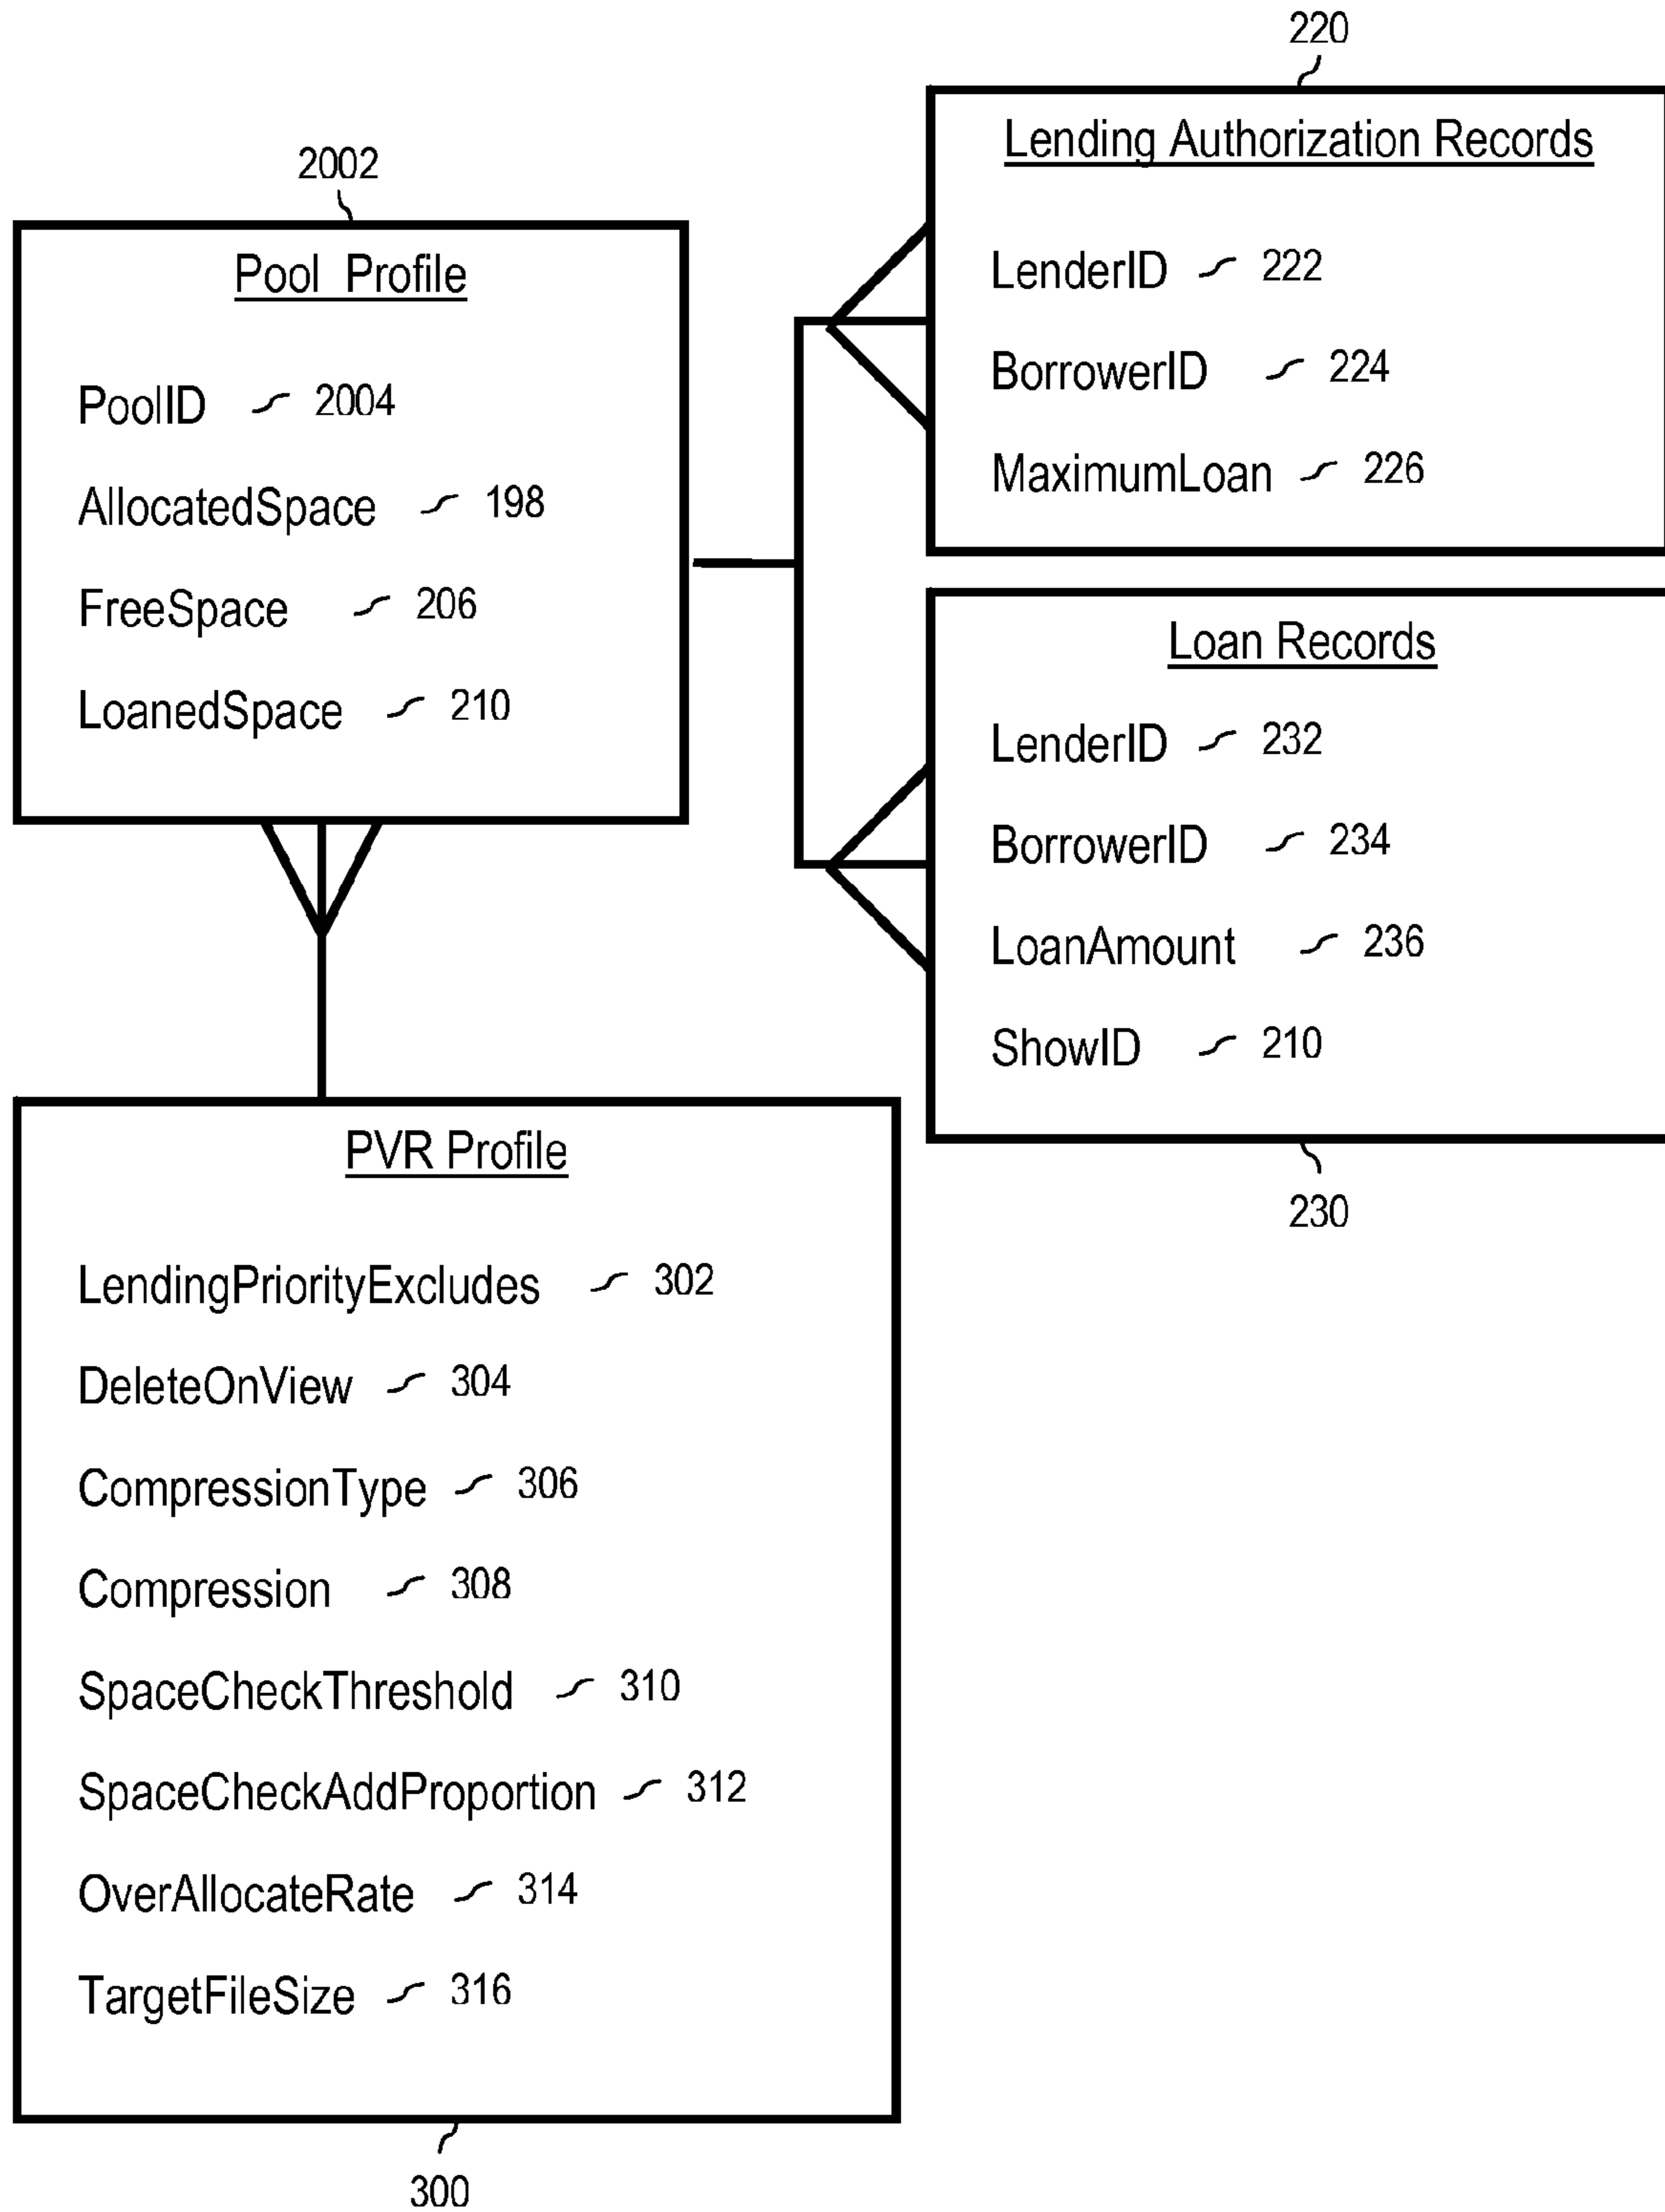 2002
Pool Profile
PoolID 2004
AllocatedSpace 198
FreeSpace 206
LoanedSpace 210
220
Lending Authorization Records
LenderID 222
BorrowerID 224
MaximumLoan 226
Loan Records
LenderID 232
BorrowerID 234
LoanAmount 236
ShowID 210
230
PVR Profile
LendingPriorityExcludes 302
DeleteOnView 304
CompressionType 306
Compression 308
SpaceCheckThreshold 310
SpaceCheckAddProportion 312
OverAllocateRate 314
TargetFileSize 316
300